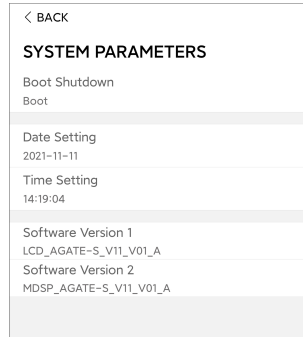 < BACK
SYSTEM PARAMETERS
Boot Shutdown
Boot
Date Setting
2021-11-11
Time Setting
14:19:04
Software Version 1
LCD_AGATE-S_V11_V01_A
Software Version 2
MDSP_AGATE-S_V11_V01_A